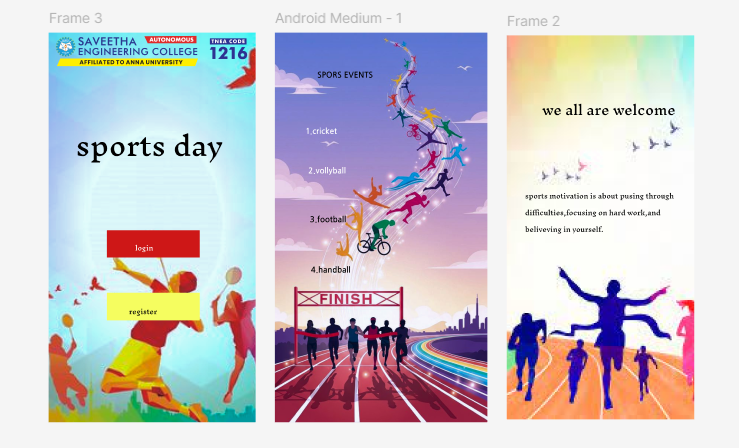 Frame 3
SAVEETHA
ENGINEERING COLLEGE
AUTONOMOUS
AFFILIATED TO ANNA UNIVERSITY
TNEA CODE
1216
sports day
login
register
Android Medium - 1
SPORS EVENTS
1,cricket
2.vollyball
3.football
4.handball
FINISH
Frame 2
we all are welcome
sports motivation is about pusing through
difficulties,focusing on hard work,and
beliveving in yourself.